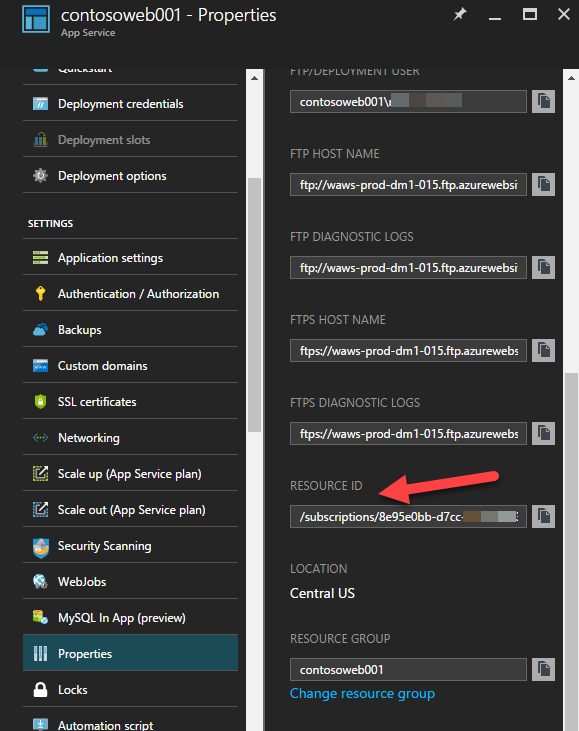 contosoweb001 - Properties
App Service
Quickstart
Deployment credentials
Deployment slots
Deployment options
SETTINGS
Application settings
Authentication / Authorization
Backups
Custom domains
SSL certificates
Networking
Scale up (App Service plan)
Scale out (App Service plan)
Security Scanning
WebJobs
MySQL In App (preview)
Properties
Locks
Automation script
FTP/DEPLOYMENT USER
contosoweb001\
FTP HOST NAME
ftp://waws-prod-dm1-015.ftp.azurewebsi
FTP DIAGNOSTIC LOGS
ftp://waws-prod-dm1-015.ftp.azurewebsi
FTPS HOST NAME
ftps://waws-prod-dm1-015.ftp.azurewebs
FTPS DIAGNOSTIC LOGS
ftps://waws-prod-dm1-015.ftp.azurewebs
RESOURCE ID
/subscriptions/8e95e0bb-d7cc-
LOCATION
Central US
RESOURCE GROUP
contosoweb001
Change resource group